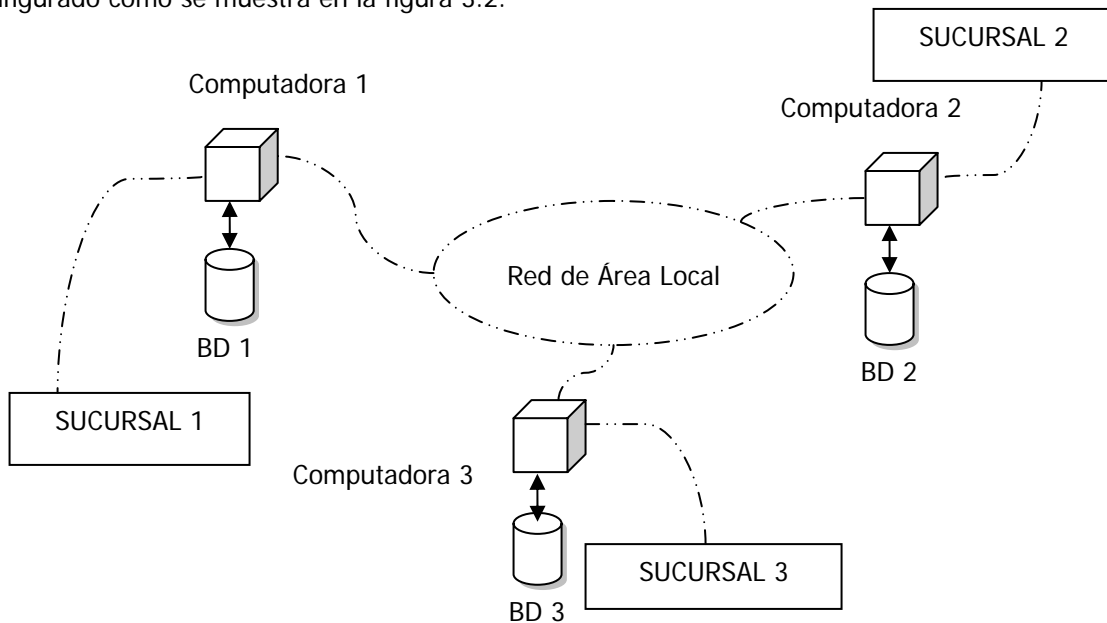 como se muestra en la figura 3.2.
SUCURSAL 2
Computadora 1
Computadora 2
Red de Área Local
BD 1
BD 2
SUCURSAL 1
Computadora 3
SUCURSAL 3
BD 3